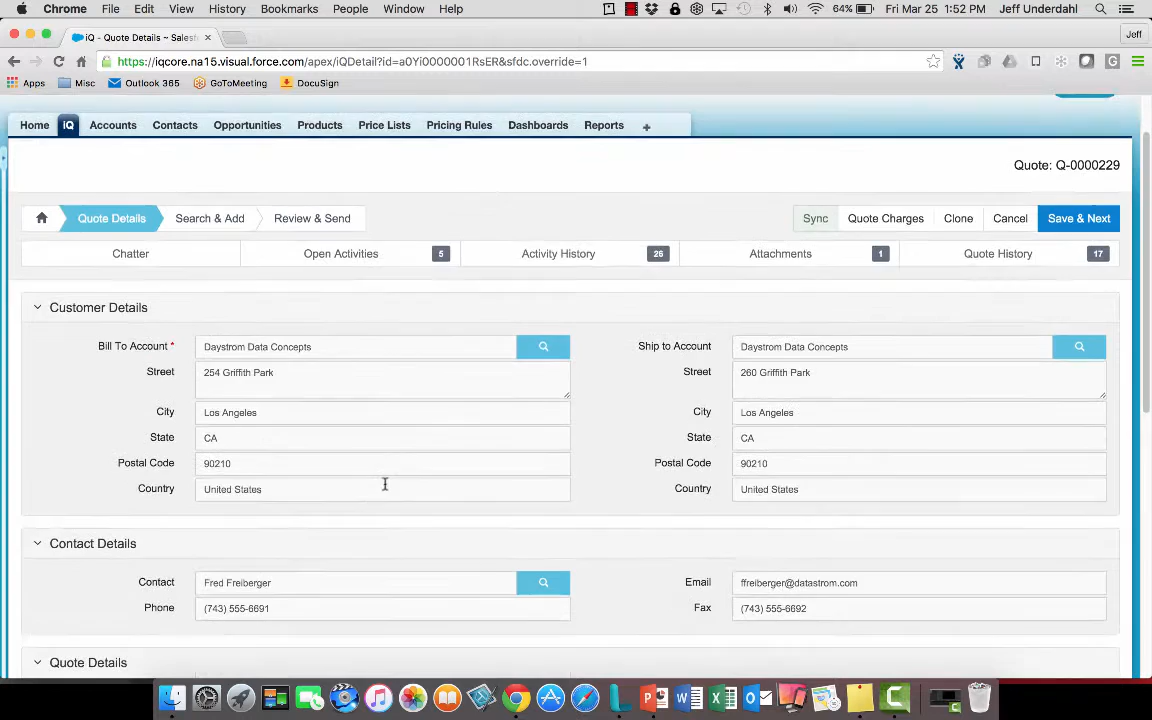 Chrome File Edit View History Bookmarks People Window Help 64% Fri Mar 25 1:52 PM Jeff Underdahl
iQ - Quote Details ~ Salesf × Jeff
https://iqcore.na15.visual.force.com/apex/iQDetail?id=a0Yi0000001RsER&sfdc.override=1
Apps Misc Outlook 365 GoToMeeting DocuSign
Home iQ Accounts Contacts Opportunities Products Price Lists Pricing Rules Dashboards Reports +
Quote: Q-0000229
Quote Details Search & Add Review & Send Sync Quote Charges Clone Cancel Save & Next
Chatter Open Activities 5 Activity History 26 Attachments 1 Quote History 17
Customer Details
Bill To Account * Daystrom Data Concepts Ship to Account Daystrom Data Concepts
Street 254 Griffith Park Street 260 Griffith Park
City Los Angeles City Los Angeles
State CA State CA
Postal Code 90210 Postal Code 90210
Country United States Country United States
Contact Details
Contact Fred Freiberger Email ffreiberger@datastrom.com
Phone (743) 555-6691 Fax (743) 555-6692
Quote Details